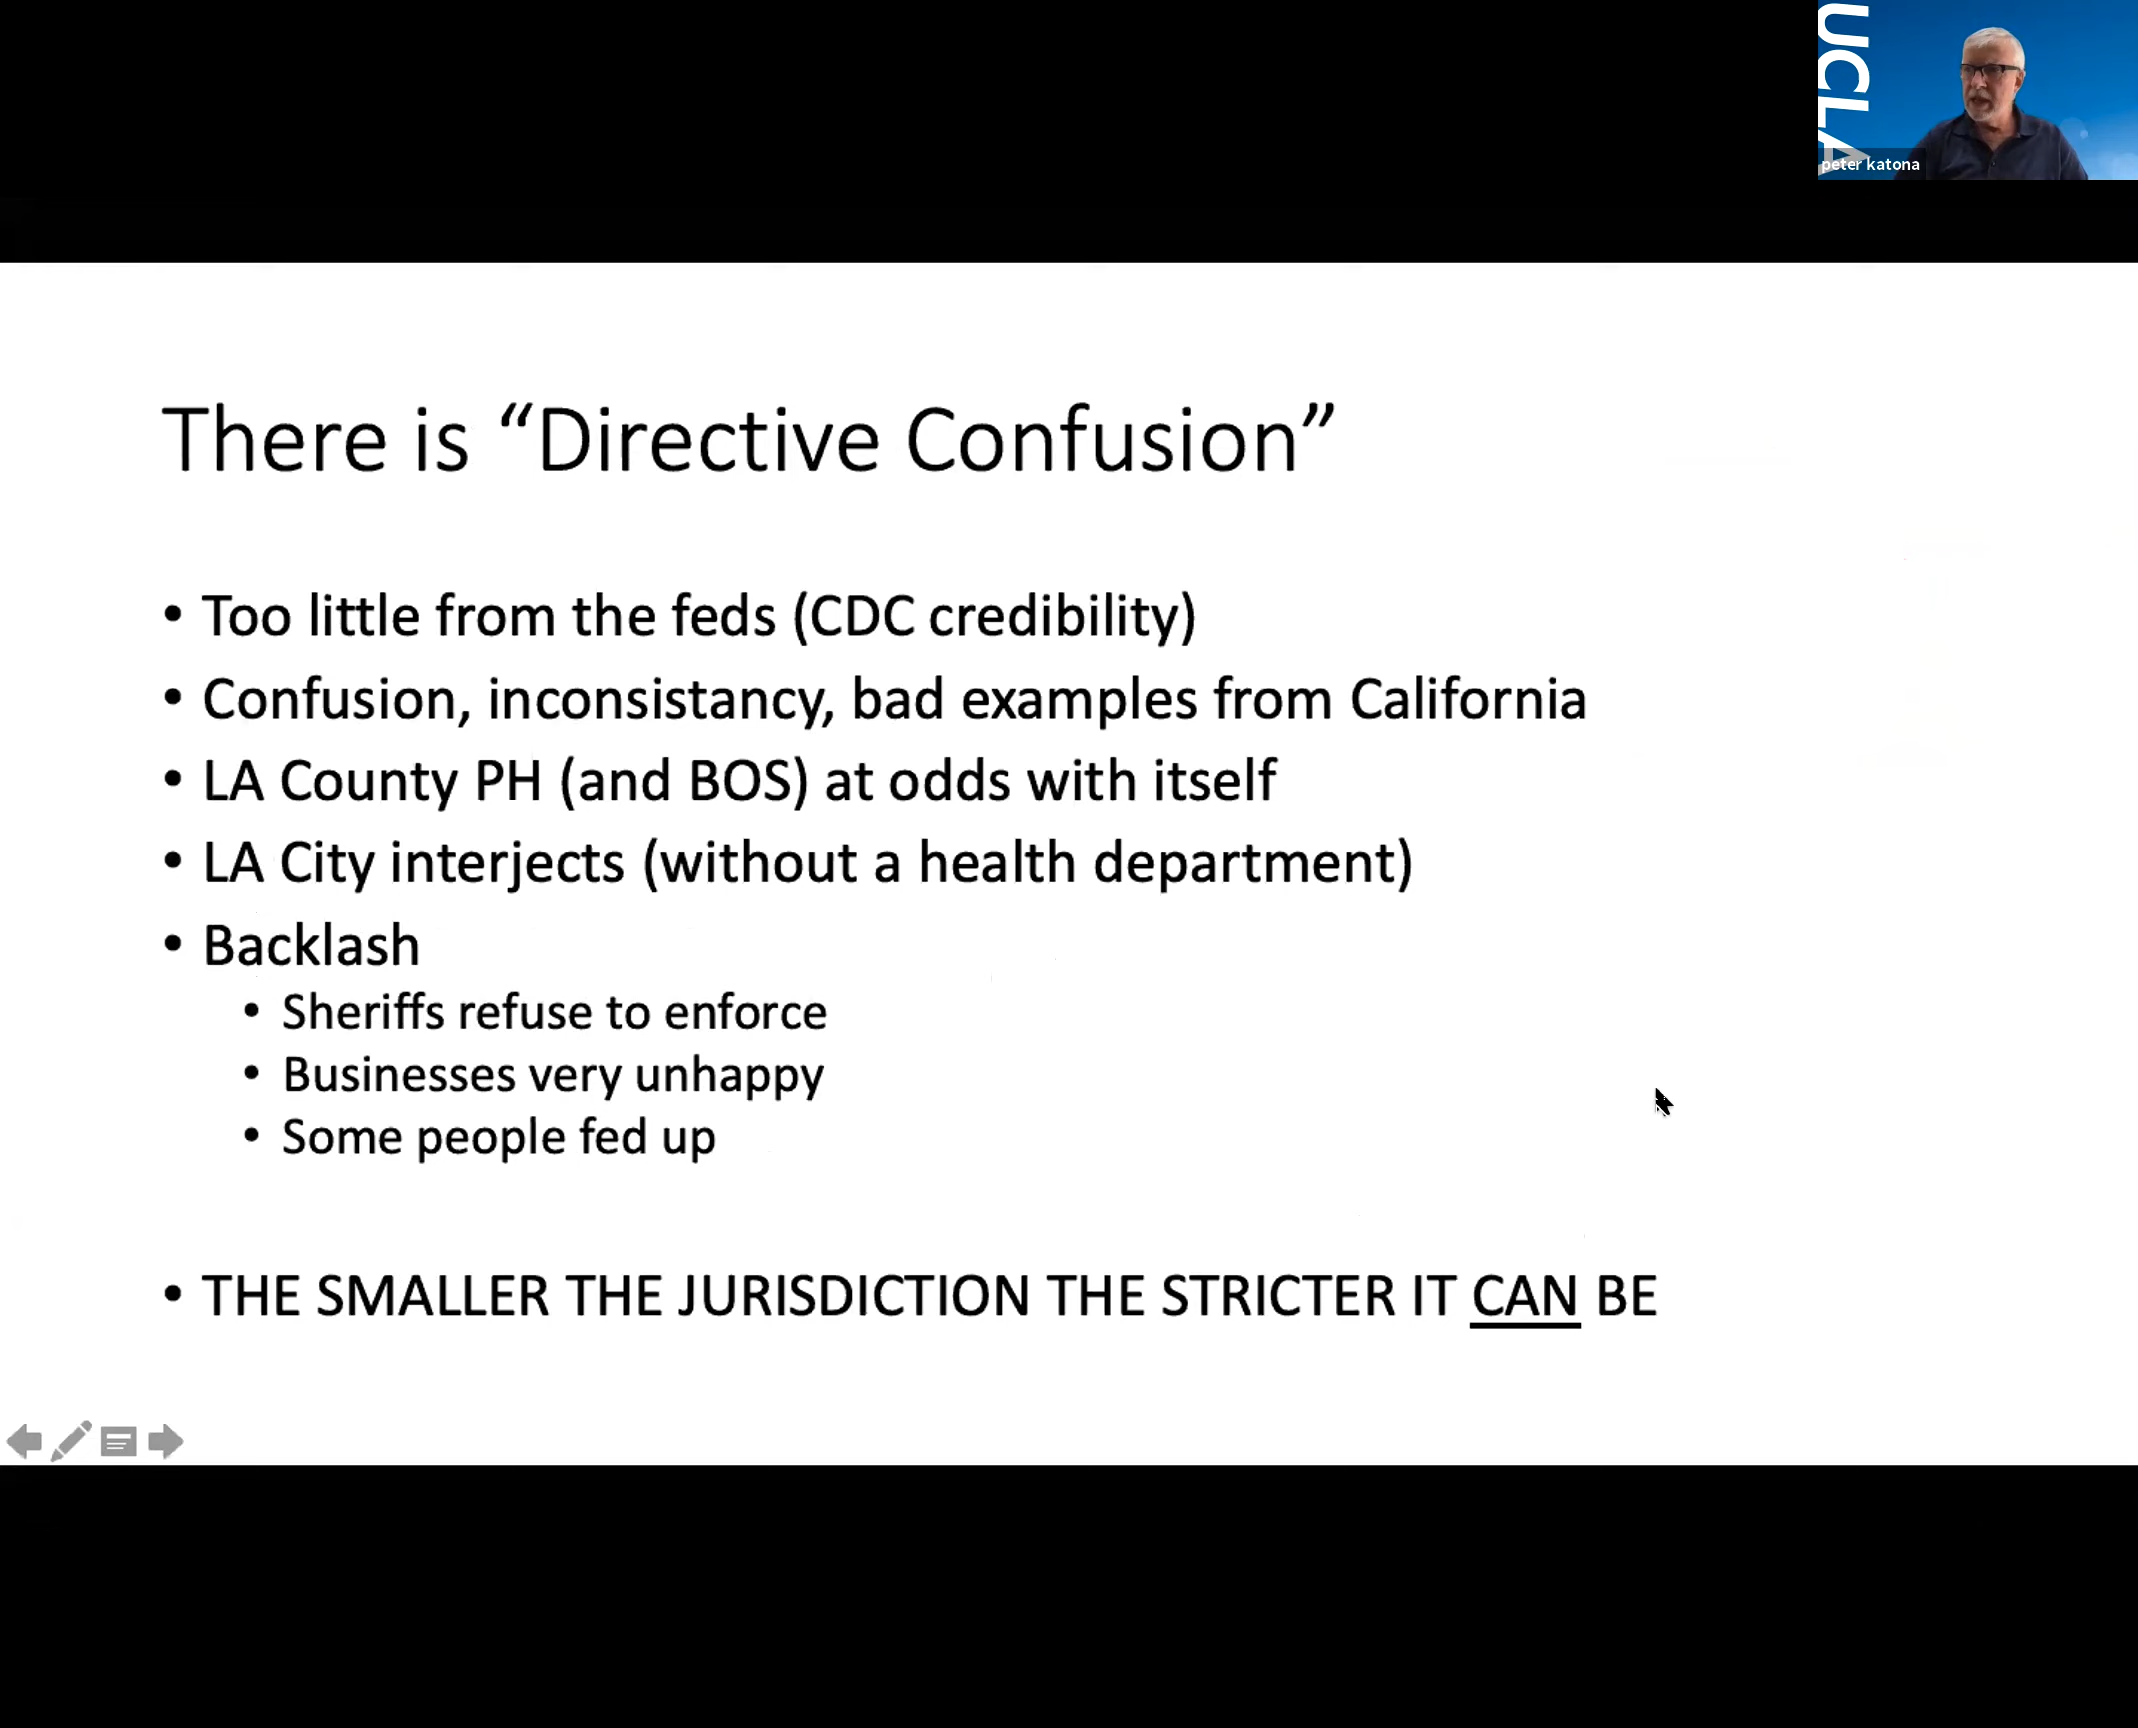 UCLA
peter katona
There is “Directive Confusion”
• Too little from the feds (CDC credibility)
• Confusion, inconsistancy, bad examples from California
• LA County PH (and BOS) at odds with itself
• LA City interjects (without a health department)
• Backlash
• Sheriffs refuse to enforce
• Businesses very unhappy
• Some people fed up
• THE SMALLER THE JURISDICTION THE STRICTER IT CAN BE